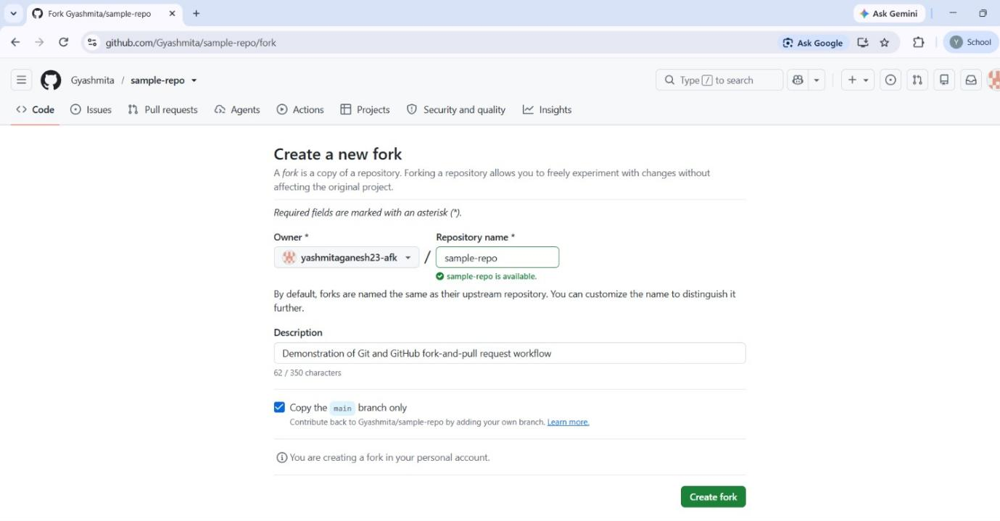 Fork Gyashmita/sample-repo
Ask Gemini
github.com/Gyashmita/sample-repo/fork
Ask Google
Y School
Gyashmita / sample-repo
Type / to search
Code Issues Pull requests Agents Actions Projects Security and quality Insights
Create a new fork
A fork is a copy of a repository. Forking a repository allows you to freely experiment with changes without
affecting the original project.
Required fields are marked with an asterisk (*).
Owner * Repository name *
yashmitaganesh23-afk / sample-repo
sample-repo is available.
By default, forks are named the same as their upstream repository. You can customize the name to distinguish it
further.
Description
Demonstration of Git and GitHub fork-and-pull request workflow
62 / 350 characters
Copy the main branch only
Contribute back to Gyashmita/sample-repo by adding your own branch. Learn more.
You are creating a fork in your personal account.
Create fork